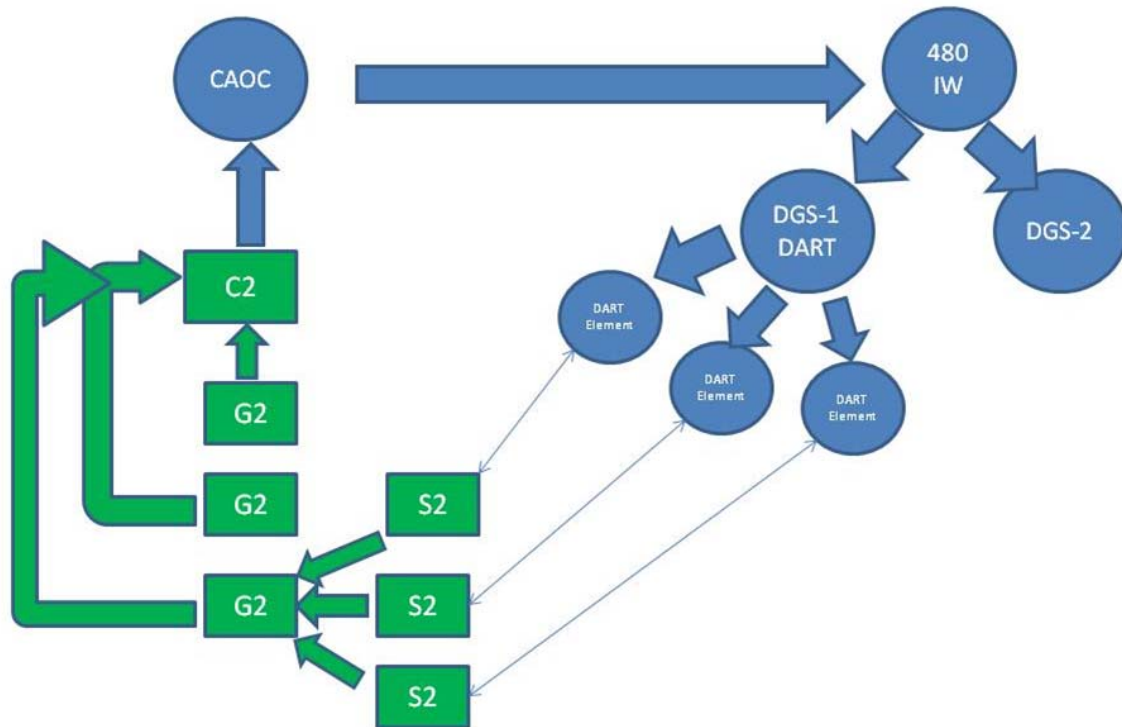 CAOC
480
IW
DGS-1
DART
DGS-2
C2
DART
Element
DART
Element
DART
Element
G2
G2
S2
G2
S2
S2